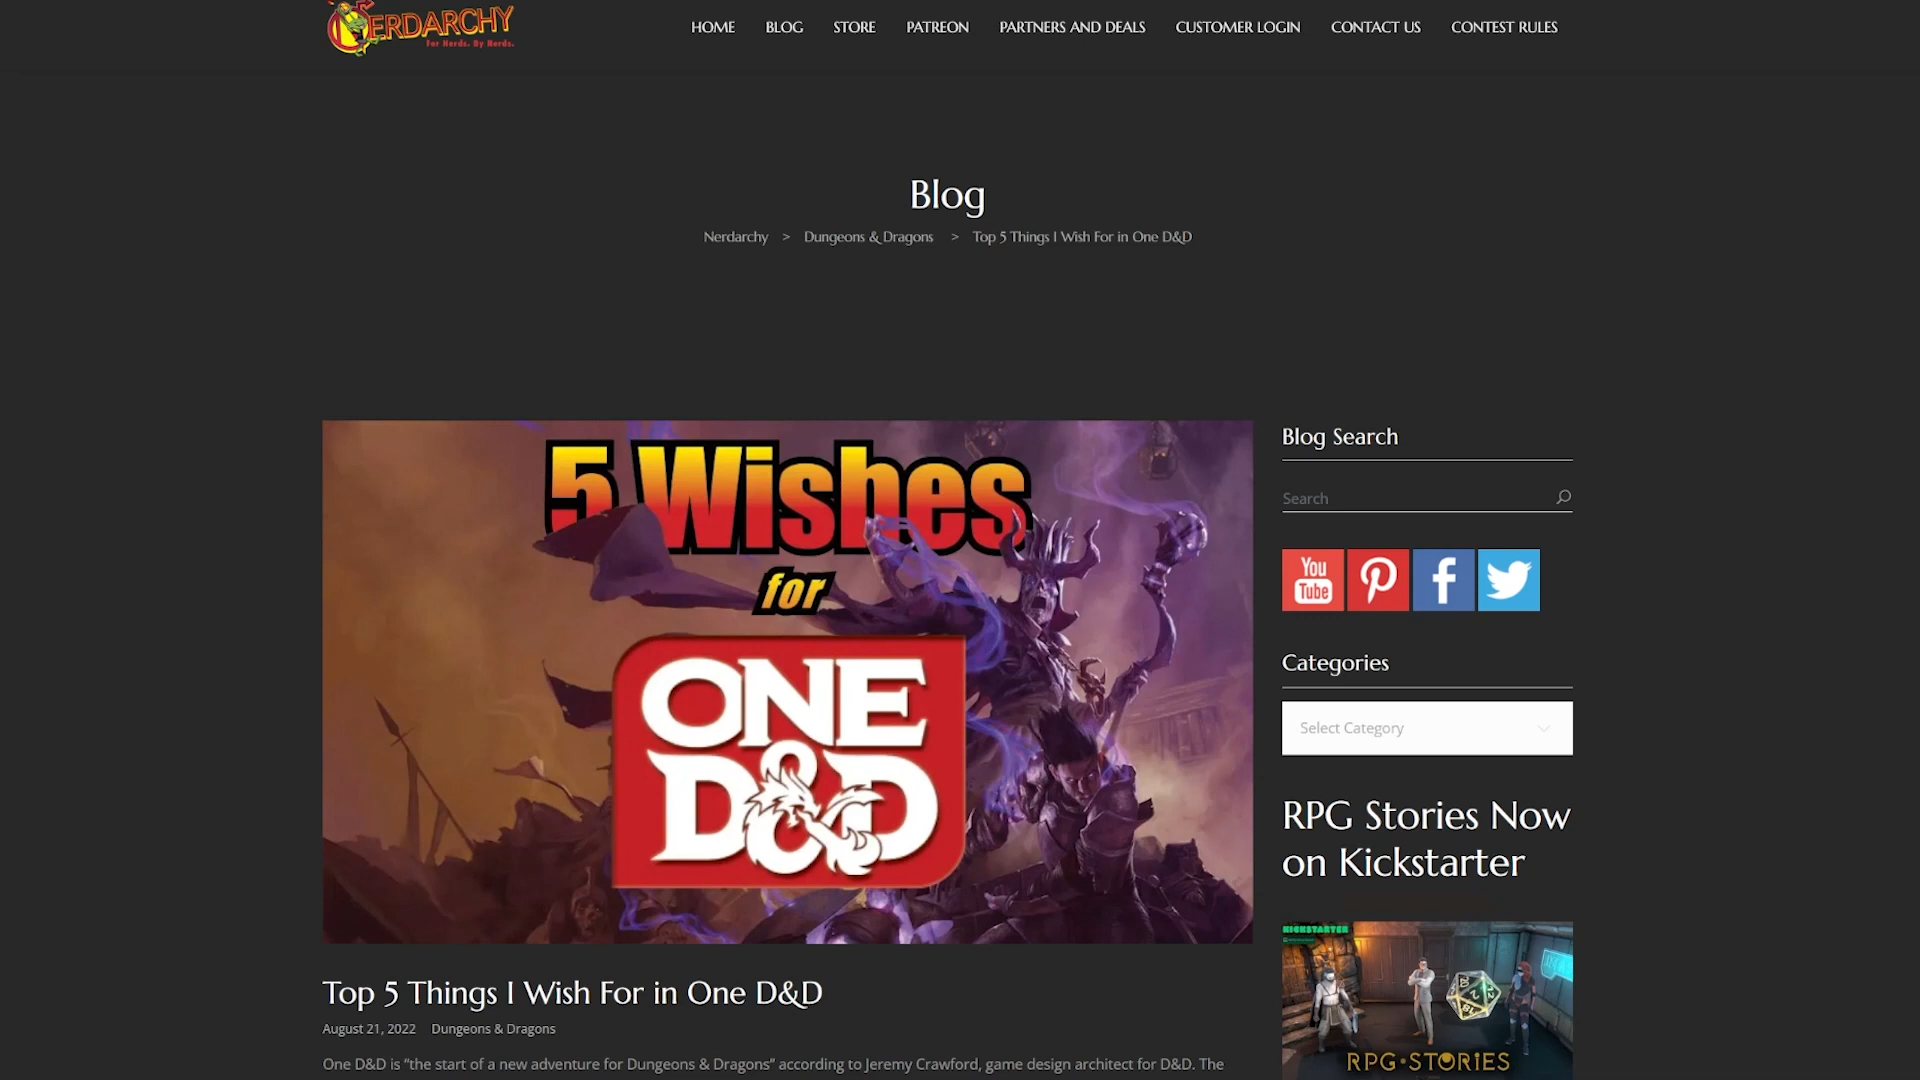 NERDARCHY
For Nerds. By Nerds.
HOME BLOG STORE PATREON PARTNERS AND DEALS CUSTOMER LOGIN CONTACT US CONTEST RULES
Blog
Nerdarchy > Dungeons & Dragons > Top 5 Things I Wish For in One D&D
5 Wishes
for
ONE
D&D
Top 5 Things I Wish For in One D&D
August 21, 2022 Dungeons & Dragons
One D&D is “the start of a new adventure for Dungeons & Dragons” according to Jeremy Crawford, game design architect for D&D. The
Blog Search
Search
You
Tube
Categories
Select Category
RPG Stories Now
on Kickstarter
KICKSTARTER
RPG·STORIES